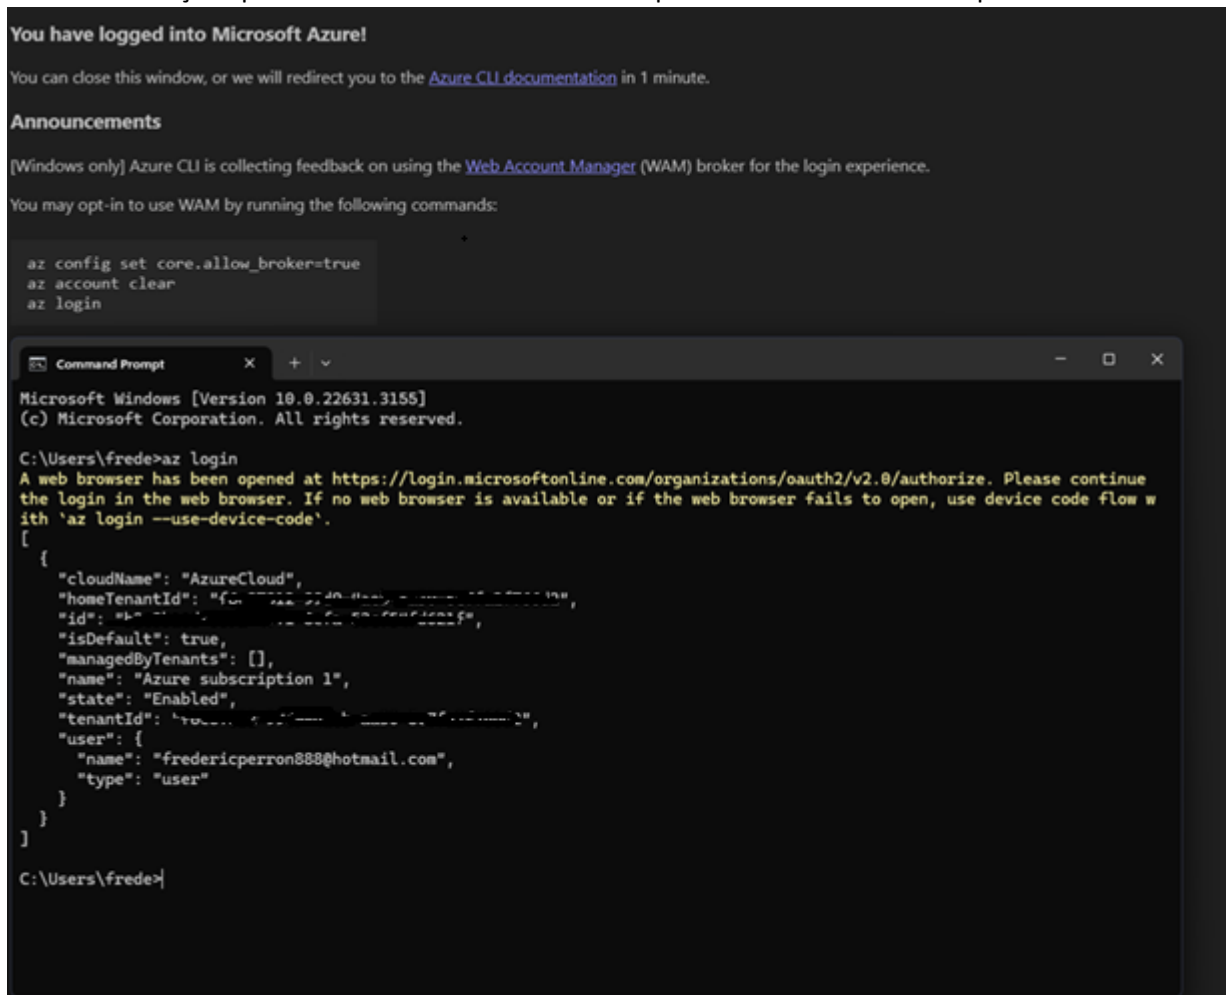 You have logged into Microsoft Azure!
You can close this window, or we will redirect you to the Azure CLI documentation in 1 minute.
Announcements
[Windows only] Azure CLI is collecting feedback on using the Web Account Manager (WAM) broker for the login experience.
You may opt-in to use WAM by running the following commands:
az config set core.allow_broker=true
az account clear
az login
Command Prompt
Microsoft Windows [Version 10.0.22631.3155]
(c) Microsoft Corporation. All rights reserved.
C:\Users\frede>az login
A web browser has been opened at https://login.microsoftonline.com/organizations/oauth2/v2.0/authorize. Please continue
the login in the web browser. If no web browser is available or if the web browser fails to open, use device code flow w
ith `az login --use-device-code`.
[
{
"cloudName": "AzureCloud",
"homeTenantId":
"id":
"isDefault": true,
"managedByTenants": [],
"name": "Azure subscription 1",
"state": "Enabled",
"tenantId":
"user": {
"name": "fredericperron888@hotmail.com",
"type": "user"
}
}
]
C:\Users\frede>